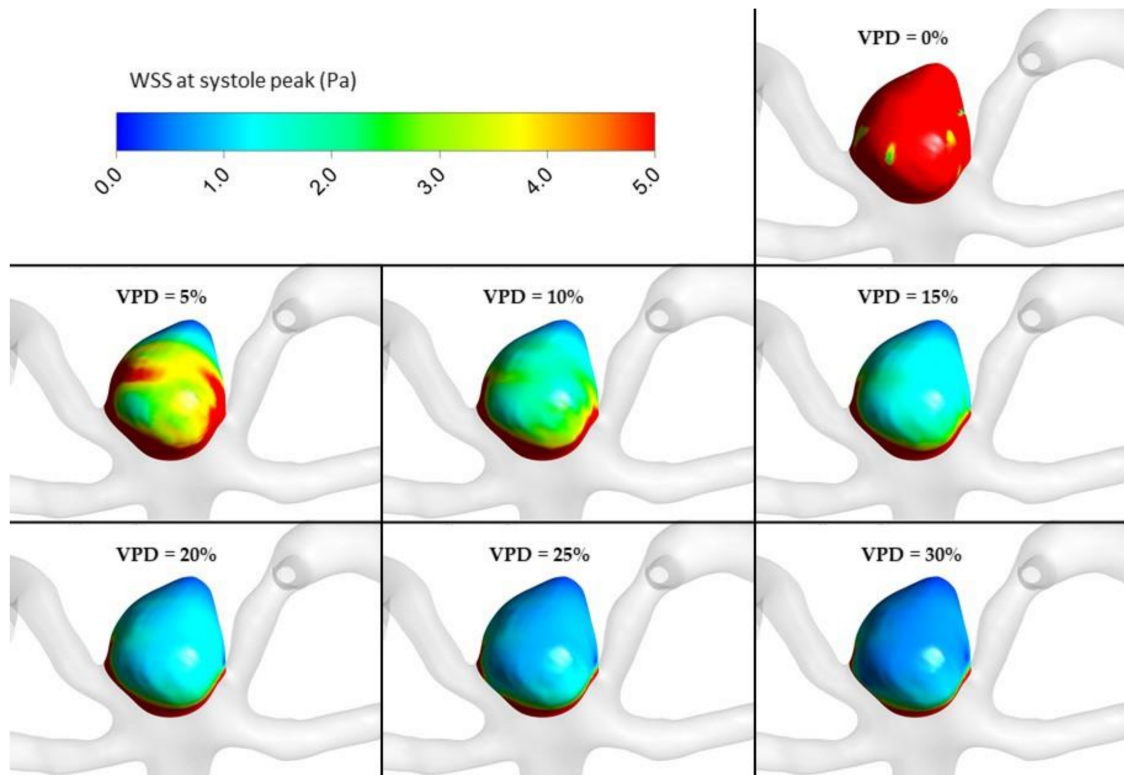 VPD = 0%
WSS at systole peak (Pa)
0.0 1.0 2.0 3.0 4.0 5.0
VPD = 5% VPD = 10% VPD = 15%
VPD = 20% VPD = 25% VPD = 30%